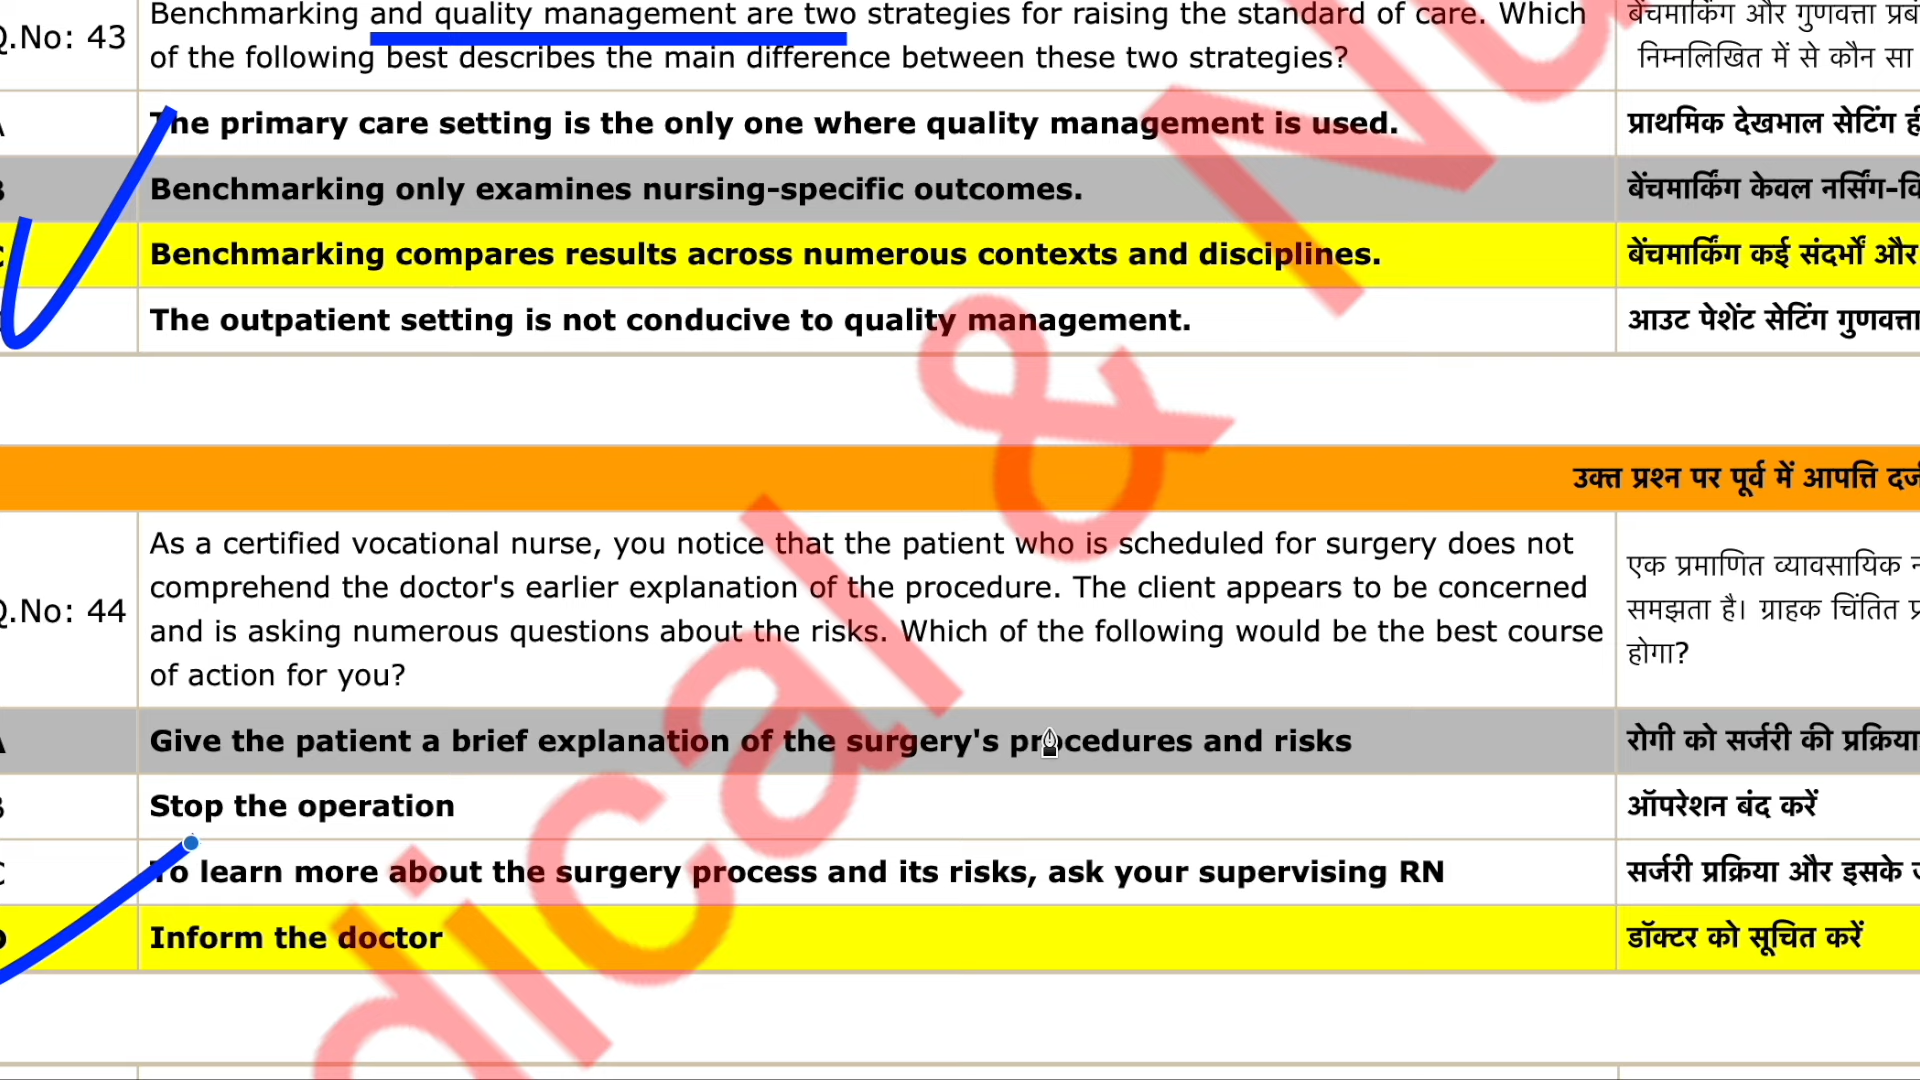 Q.No: 43
Benchmarking and quality management are two strategies for raising the standard of care. Which
of the following best describes the main difference between these two strategies?
बेंचमार्किंग और गुणवत्ता प्रबं
निम्नलिखित में से कौन सा
A
The primary care setting is the only one where quality management is used.
प्राथमिक देखभाल सेटिंग ही
B
Benchmarking only examines nursing-specific outcomes.
बेंचमार्किंग केवल नर्सिंग-वि
C
Benchmarking compares results across numerous contexts and disciplines.
बेंचमार्किंग कई संदर्भों और
The outpatient setting is not conducive to quality management.
आउट पेशेंट सेटिंग गुणवत्ता
उक्त प्रश्न पर पूर्व में आपत्ति दर्ज
Q.No: 44
As a certified vocational nurse, you notice that the patient who is scheduled for surgery does not
comprehend the doctor's earlier explanation of the procedure. The client appears to be concerned
and is asking numerous questions about the risks. Which of the following would be the best course
of action for you?
एक प्रमाणित व्यावसायिक न
समझता है। ग्राहक चिंतित प्र
होगा?
A
Give the patient a brief explanation of the surgery's procedures and risks
रोगी को सर्जरी की प्रक्रिया
B
Stop the operation
ऑपरेशन बंद करें
C
To learn more about the surgery process and its risks, ask your supervising RN
सर्जरी प्रक्रिया और इसके ज
D
Inform the doctor
डॉक्टर को सूचित करें
dical & Nu